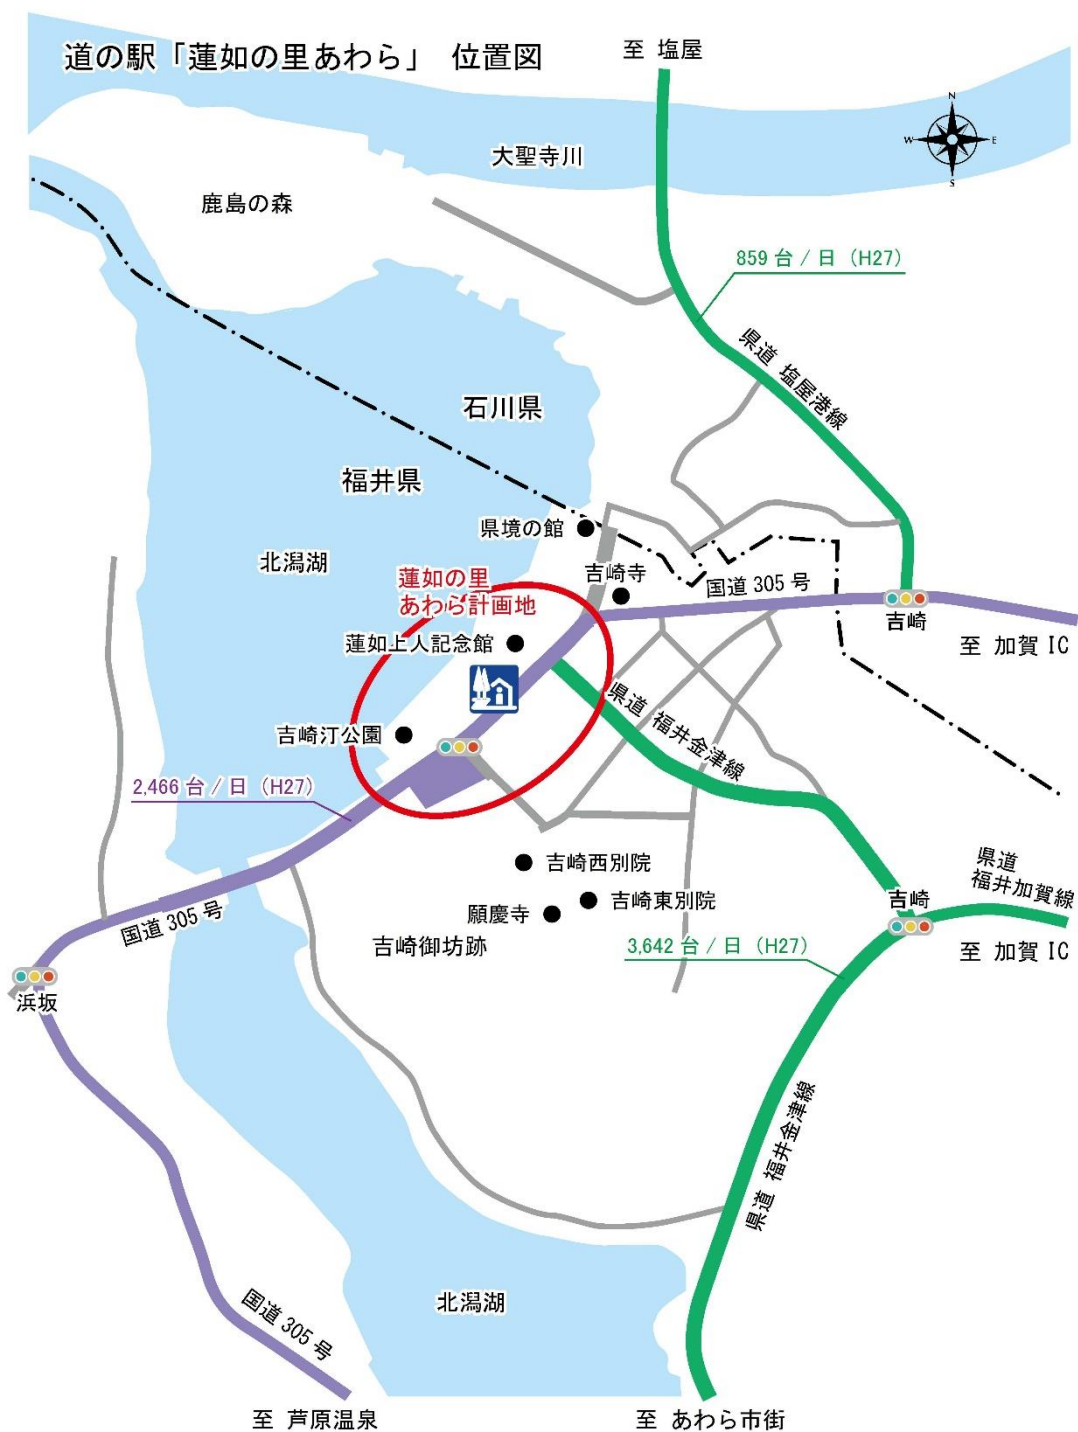 道の駅「蓮如の里あわら」 位置図
至 塩屋
N
W
E
S
大聖寺川
鹿島の森
859 台 / 日 (H27)
県道 塩屋港線
石川県
福井県
県境の館
北潟湖
蓮如の里
あわら計画地
吉崎寺
国道 305 号
吉崎
至 加賀 IC
蓮如上人記念館
県道 福井金津線
吉崎汀公園
2,466 台 / 日 (H27)
吉崎西別院
吉崎東別院
願慶寺
吉崎御坊跡
県道
福井加賀線
吉崎
3,642 台 / 日 (H27)
至 加賀 IC
国道 305 号
浜坂
県道 福井金津線
北潟湖
国道 305 号
至 芦原温泉
至 あわら市街